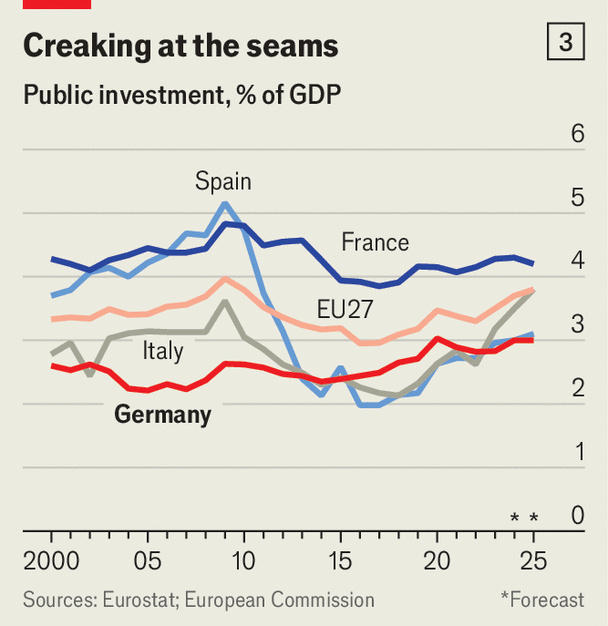 Creaking at the seams
3
Public investment, % of GDP
6
Spain
5
France
4
EU27
3
Italy
Germany
2
1
* *
0
2000 05 10 15 20 25
Sources: Eurostat; European Commission
*Forecast